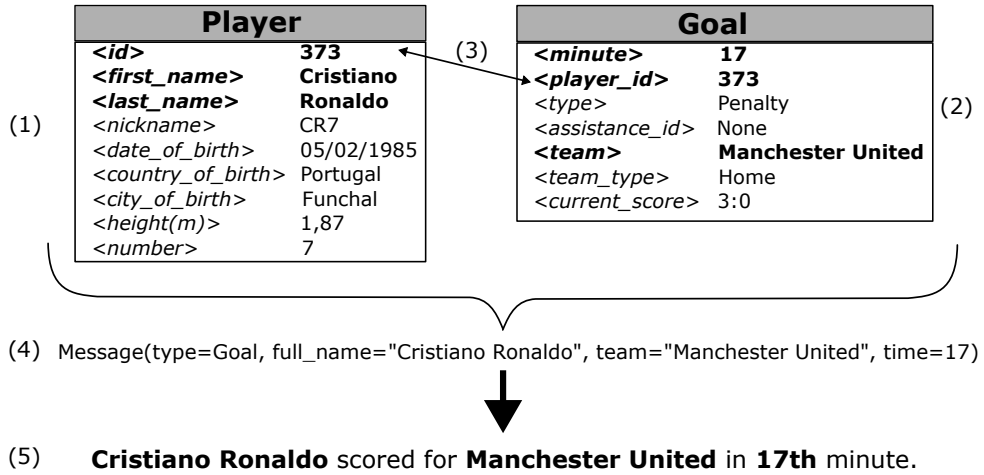 Player
<id> 373
<first_name> Cristiano
<last_name> Ronaldo
<nickname> CR7
<date_of_birth> 05/02/1985
<country_of_birth> Portugal
<city_of_birth> Funchal
<height(m)> 1,87
<number> 7
(1)
(3)
Goal
<minute> 17
<player_id> 373
<type> Penalty
<assistance_id> None
<team> Manchester United
<team_type> Home
<current_score> 3:0
(2)
(4) Message(type=Goal, full_name="Cristiano Ronaldo", team="Manchester United", time=17)
(5) Cristiano Ronaldo scored for Manchester United in 17th minute.